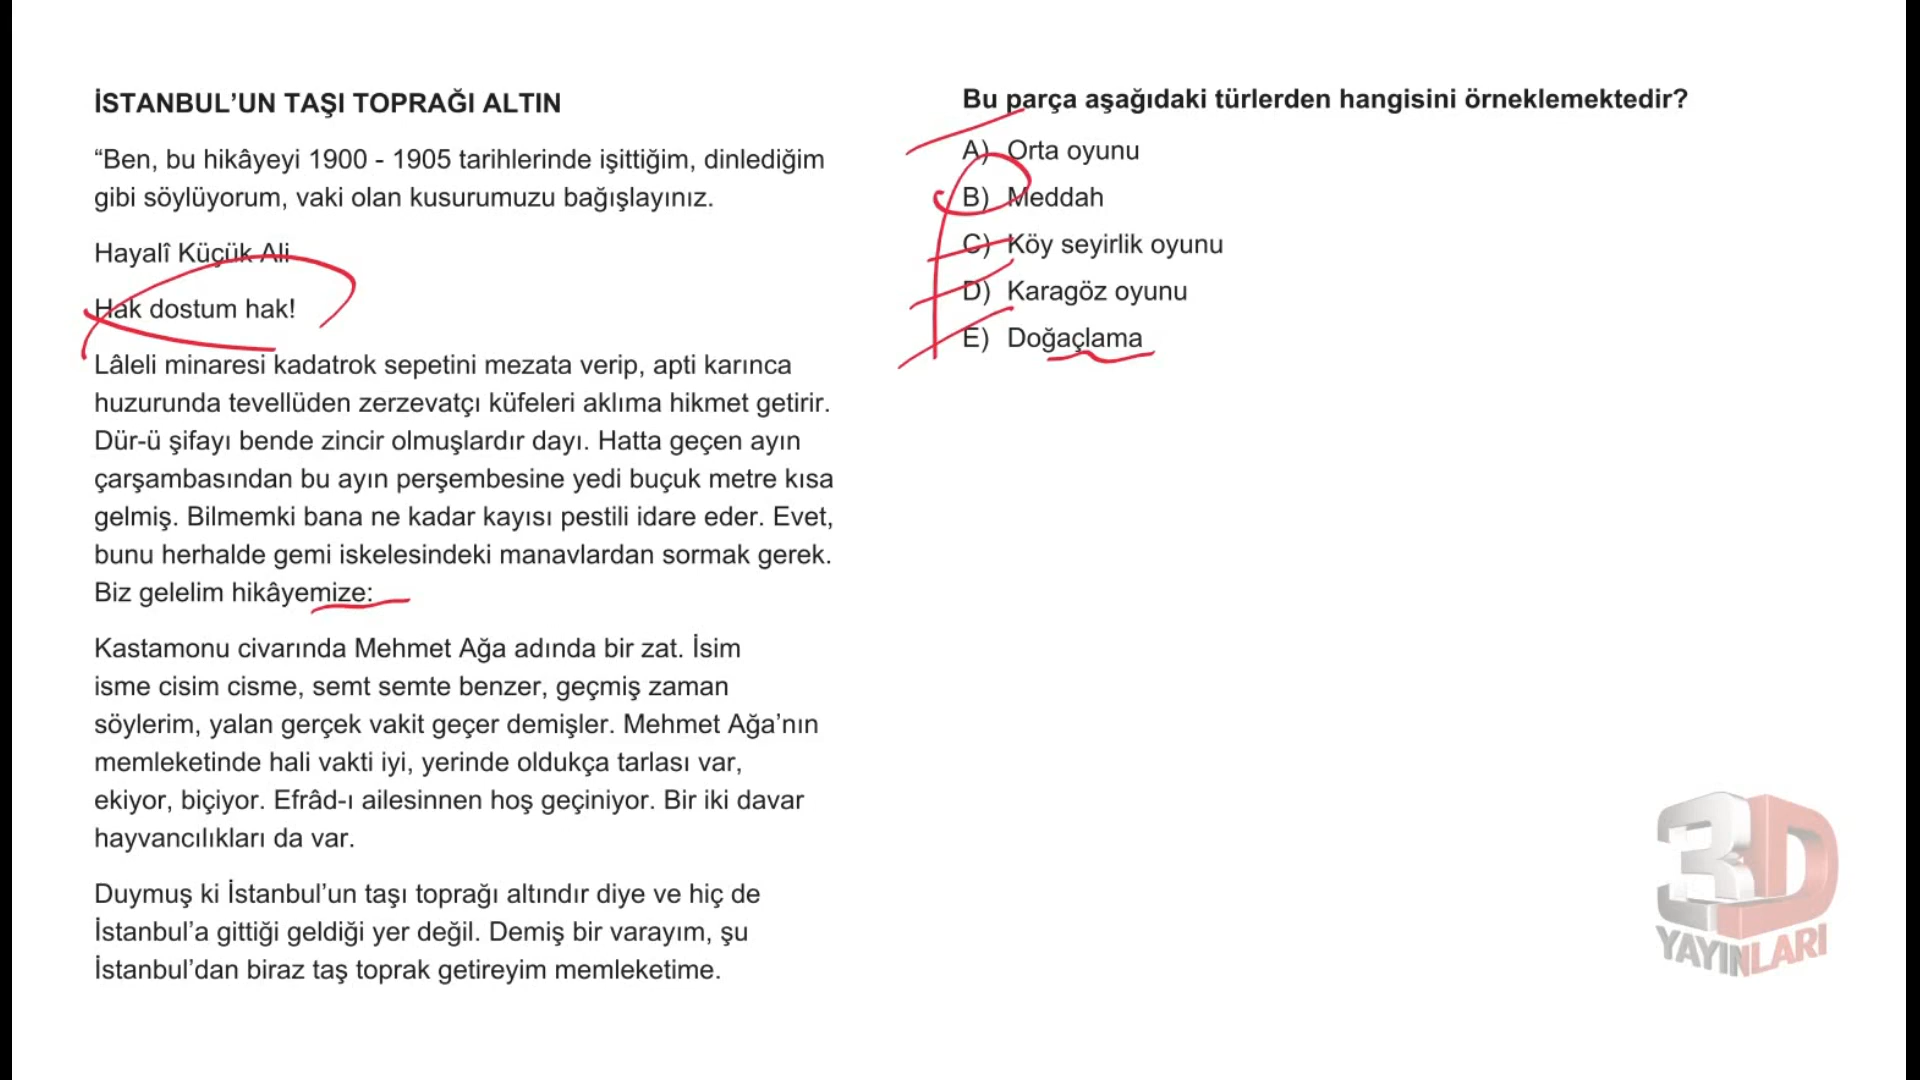 İSTANBUL’UN TAŞI TOPRAĞI ALTIN
“Ben, bu hikâyeyi 1900 - 1905 tarihlerinde işittiğim, dinlediğim
gibi söylüyorum, vaki olan kusurumuzu bağışlayınız.
Hayalî Küçük Ali
Hak dostum hak!
Lâleli minaresi kadatrok sepetini mezata verip, apti karınca
huzurunda tevellüden zerzevatçı küfeleri aklıma hikmet getirir.
Dür-ü şifayı bende zincir olmuşlardır dayı. Hatta geçen ayın
çarşambasından bu ayın perşembesine yedi buçuk metre kısa
gelmiş. Bilmemki bana ne kadar kayısı pestili idare eder. Evet,
bunu herhalde gemi iskelesindeki manavlardan sormak gerek.
Biz gelelim hikâyemize:
Kastamonu civarında Mehmet Ağa adında bir zat. İsim
isme cisim cisme, semt semte benzer, geçmiş zaman
söylerim, yalan gerçek vakit geçer demişler. Mehmet Ağa’nın
memleketinde hali vakti iyi, yerinde oldukça tarlası var,
ekiyor, biçiyor. Efrâd-ı ailesinnen hoş geçiniyor. Bir iki davar
hayvancılıkları da var.
Duymuş ki İstanbul’un taşı toprağı altındır diye ve hiç de
İstanbul’a gittiği geldiği yer değil. Demiş bir varayım, şu
İstanbul’dan biraz taş toprak getireyim memleketime.
Bu parça aşağıdaki türlerden hangisini örneklemektedir?
A) Orta oyunu
B) Meddah
C) Köy seyirlik oyunu
D) Karagöz oyunu
E) Doğaçlama
3D
YAYINLARI